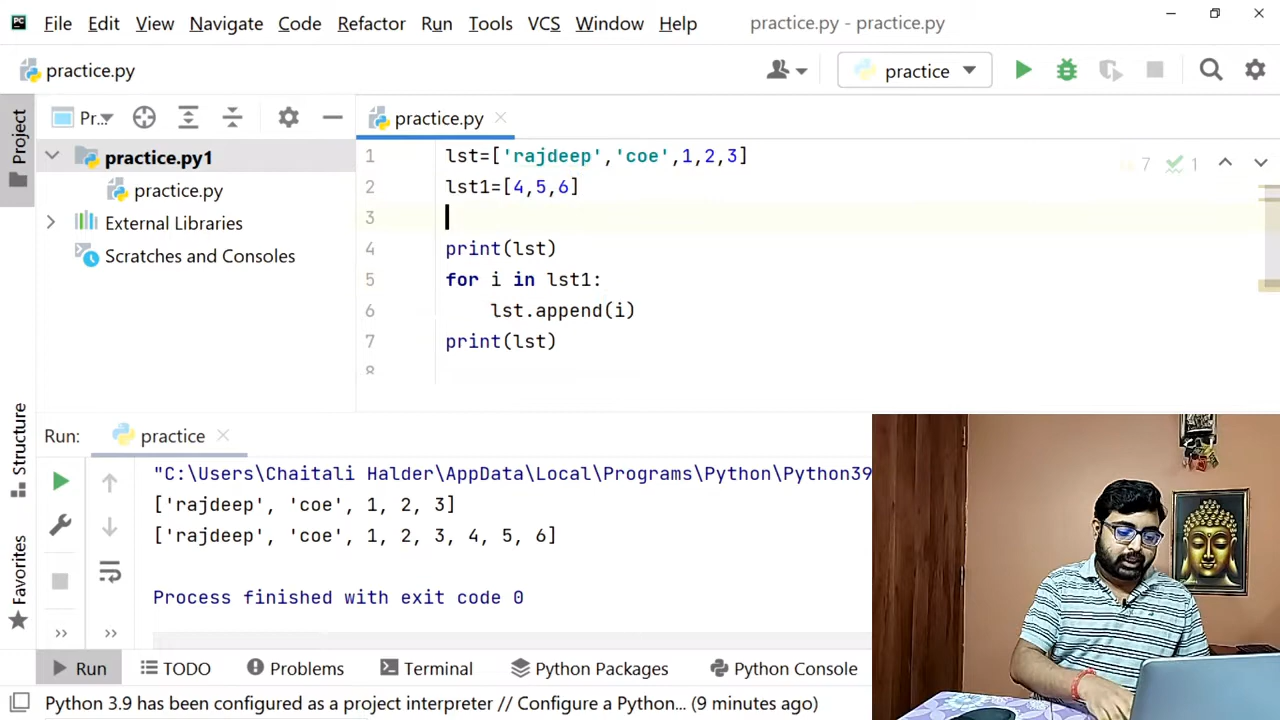 File Edit View Navigate Code Refactor Run Tools VCS Window Help practice.py - practice.py
practice.py practice
Project
Pr... practice.py
practice.py1
practice.py
External Libraries
Scratches and Consoles
7 1
1 lst=['rajdeep','coe',1,2,3]
2 lst1=[4,5,6]
3
4 print(lst)
5 for i in lst1:
6 lst.append(i)
7 print(lst)
8
Structure
Favorites
Run: practice
"C:\Users\Chaitali Halder\AppData\Local\Programs\Python\Python39
['rajdeep', 'coe', 1, 2, 3]
['rajdeep', 'coe', 1, 2, 3, 4, 5, 6]
Process finished with exit code 0
Run TODO Problems Terminal Python Packages Python Console
Python 3.9 has been configured as a project interpreter // Configure a Python... (9 minutes ago)